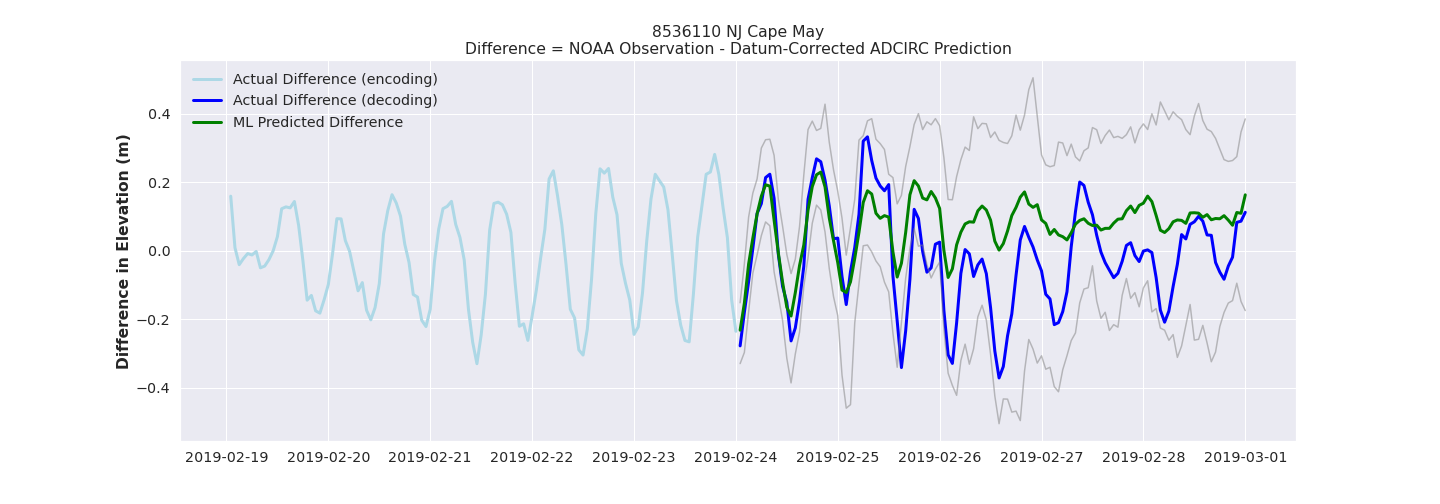 8536110 NJ Cape May
Difference = NOAA Observation - Datum-Corrected ADCIRC Prediction
Actual Difference (encoding)
Actual Difference (decoding)
ML Predicted Difference
Difference in Elevation (m)
0.4
0.2
0.0
−0.2
−0.4
2019-02-19 2019-02-20 2019-02-21 2019-02-22 2019-02-23 2019-02-24 2019-02-25 2019-02-26 2019-02-27 2019-02-28 2019-03-01